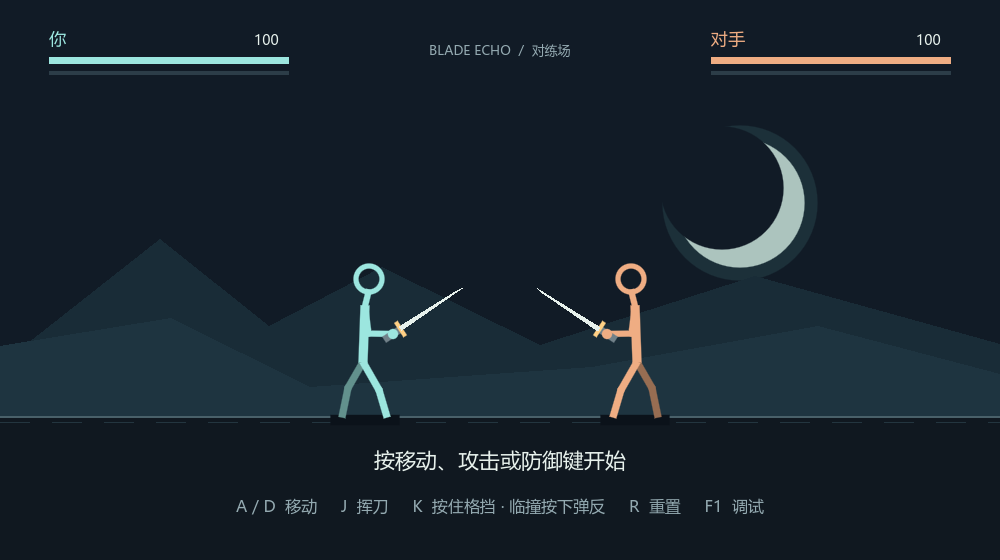 你 100
BLADE ECHO / 对练场
对手 100
按移动、攻击或防御键开始
A / D 移动 J 挥刀 K 按住格挡 · 临撞按下弹反 R 重置 F1 调试